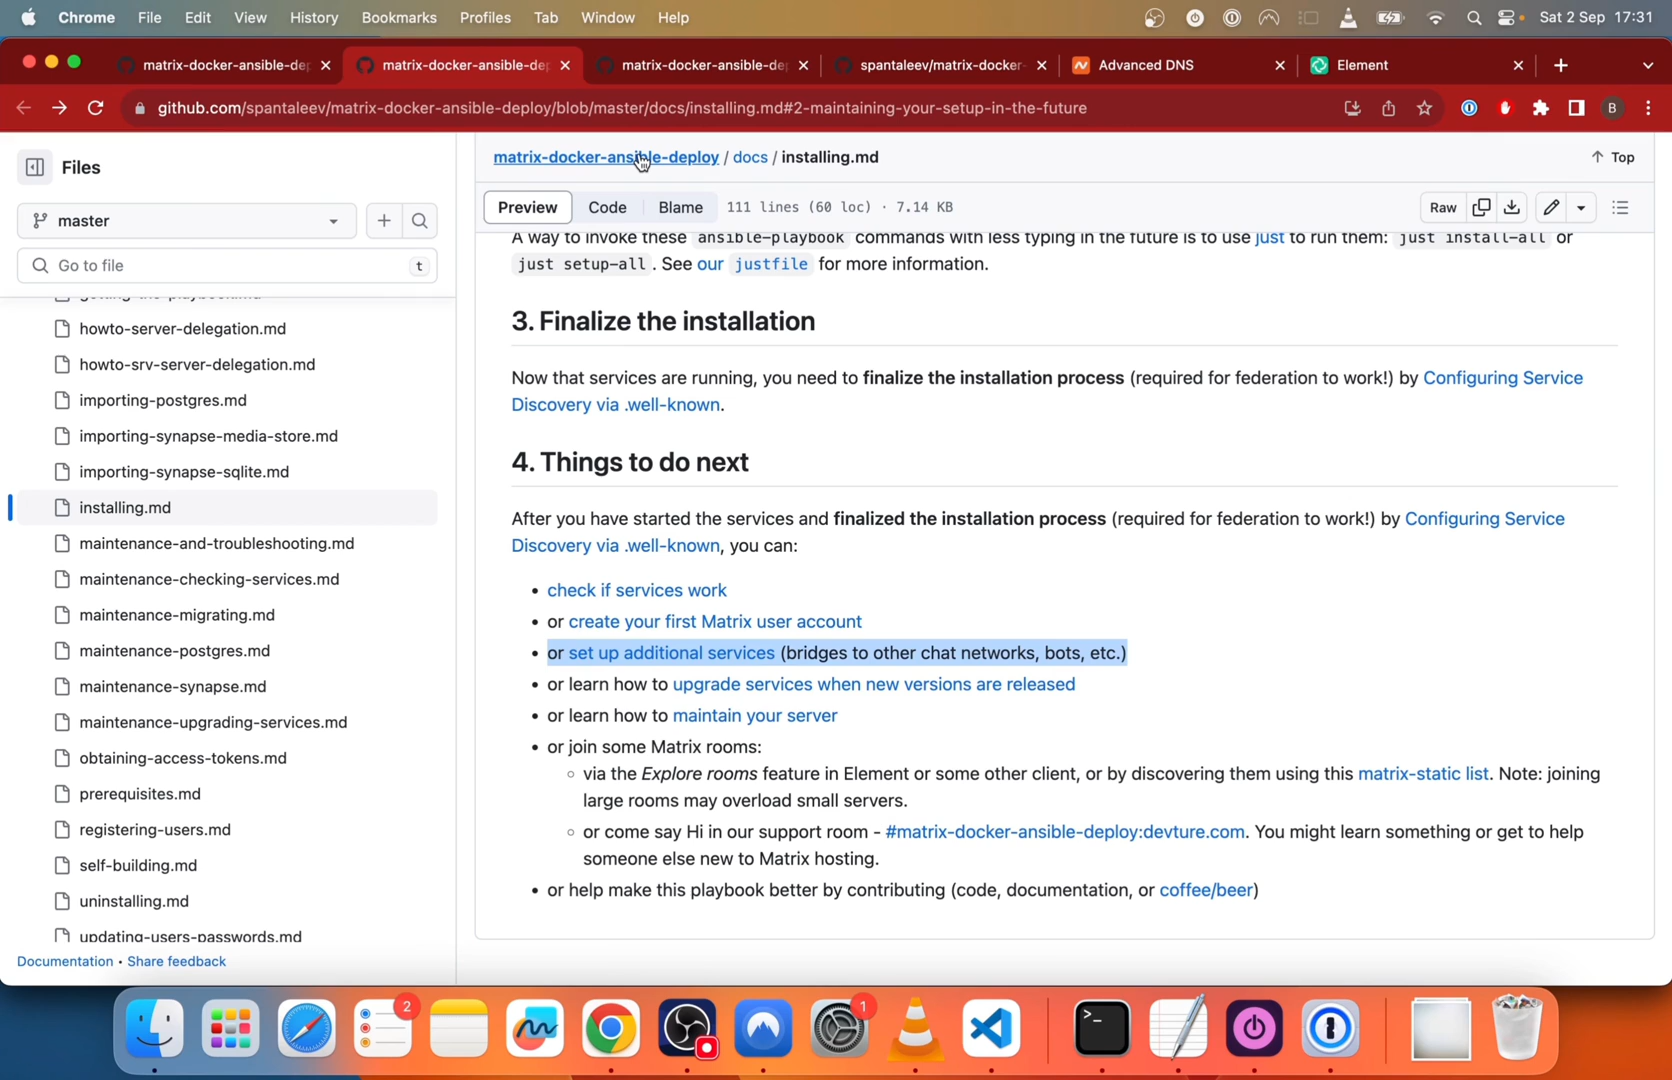 Chrome File Edit View History Bookmarks Profiles Tab Window Help Sat 2 Sep 17:31
matrix-docker-ansible-dep matrix-docker-ansible-dep matrix-docker-ansible-de spantaleev/matrix-docker- Advanced DNS Element
github.com/spantaleev/matrix-docker-ansible-deploy/blob/master/docs/installing.md#2-maintaining-your-setup-in-the-future B
Files
master
Go to file t
howto-server-delegation.md
howto-srv-server-delegation.md
importing-postgres.md
importing-synapse-media-store.md
importing-synapse-sqlite.md
installing.md
maintenance-and-troubleshooting.md
maintenance-checking-services.md
maintenance-migrating.md
maintenance-postgres.md
maintenance-synapse.md
maintenance-upgrading-services.md
obtaining-access-tokens.md
prerequisites.md
registering-users.md
self-building.md
uninstalling.md
updating-users-passwords.md
Documentation • Share feedback
matrix-docker-ansible-deploy / docs / installing.md Top
Preview Code Blame 111 lines (60 loc) · 7.14 KB Raw
A way to invoke these ansible-playbook commands with less typing in the future is to use just to run them: just install-all or
just setup-all . See our justfile for more information.
3. Finalize the installation
Now that services are running, you need to finalize the installation process (required for federation to work!) by Configuring Service
Discovery via .well-known.
4. Things to do next
After you have started the services and finalized the installation process (required for federation to work!) by Configuring Service
Discovery via .well-known, you can:
• check if services work
• or create your first Matrix user account
• or set up additional services (bridges to other chat networks, bots, etc.)
• or learn how to upgrade services when new versions are released
• or learn how to maintain your server
• or join some Matrix rooms:
◦ via the Explore rooms feature in Element or some other client, or by discovering them using this matrix-static list. Note: joining
large rooms may overload small servers.
◦ or come say Hi in our support room - #matrix-docker-ansible-deploy:devture.com. You might learn something or get to help
someone else new to Matrix hosting.
• or help make this playbook better by contributing (code, documentation, or coffee/beer)
2 1